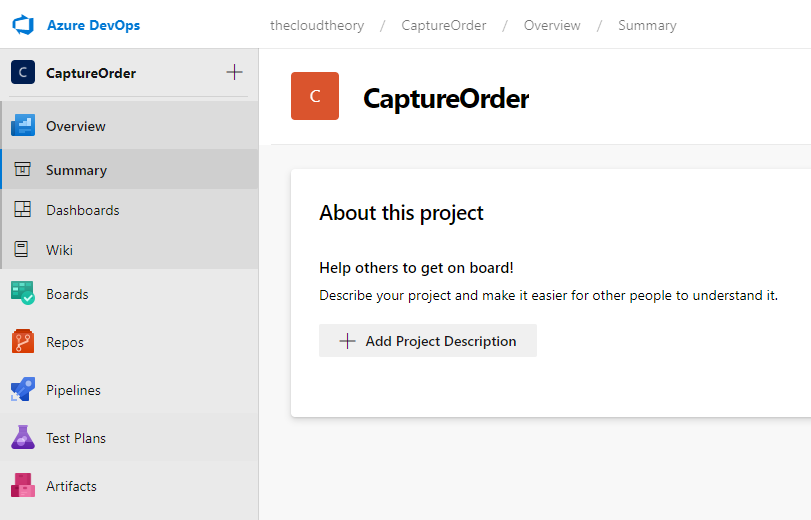 Azure DevOps
thecloudtheory / CaptureOrder / Overview / Summary
C CaptureOrder
Overview
Summary
Dashboards
Wiki
Boards
Repos
Pipelines
Test Plans
Artifacts
C CaptureOrder
About this project
Help others to get on board!
Describe your project and make it easier for other people to understand it.
Add Project Description